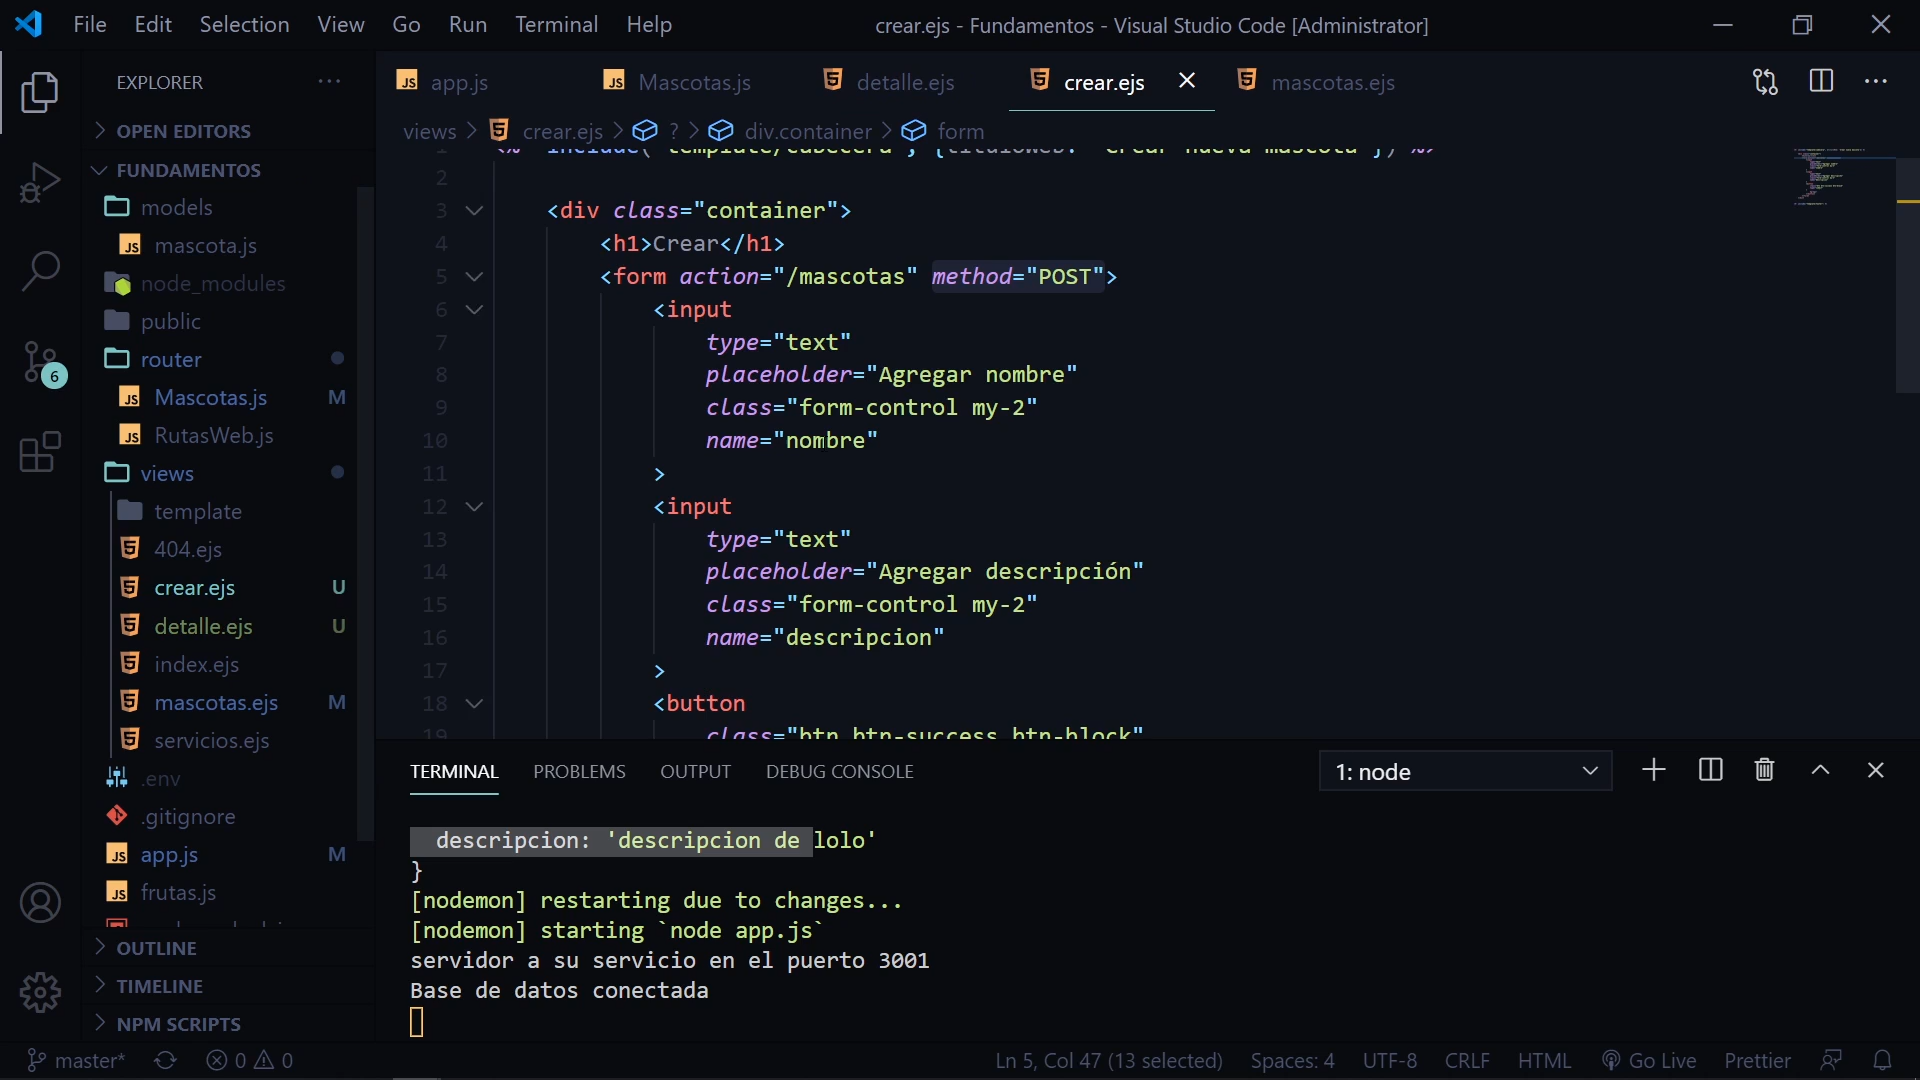 File Edit Selection View Go Run Terminal Help
crear.ejs - Fundamentos - Visual Studio Code [Administrator]
EXPLORER
OPEN EDITORS
FUNDAMENTOS
models
mascota.js
node_modules
public
router
Mascotas.js M
RutasWeb.js
views
template
404.ejs
crear.ejs U
detalle.ejs U
index.ejs
mascotas.ejs M
servicios.ejs
.env
.gitignore
app.js M
frutas.js
OUTLINE
TIMELINE
NPM SCRIPTS
6
app.js Mascotas.js detalle.ejs crear.ejs mascotas.ejs
views > crear.ejs > ? > div.container > form
2
3 <div class="container">
4 <h1>Crear</h1>
5 <form action="/mascotas" method="POST">
6 <input
7 type="text"
8 placeholder="Agregar nombre"
9 class="form-control my-2"
10 name="nombre"
11 >
12 <input
13 type="text"
14 placeholder="Agregar descripción"
15 class="form-control my-2"
16 name="descripcion"
17 >
18 <button
19 class="btn btn-success btn-block"
TERMINAL PROBLEMS OUTPUT DEBUG CONSOLE
1: node
descripcion: 'descripcion de lolo'
}
[nodemon] restarting due to changes...
[nodemon] starting `node app.js`
servidor a su servicio en el puerto 3001
Base de datos conectada
master* 0 0
Ln 5, Col 47 (13 selected) Spaces: 4 UTF-8 CRLF HTML Go Live Prettier